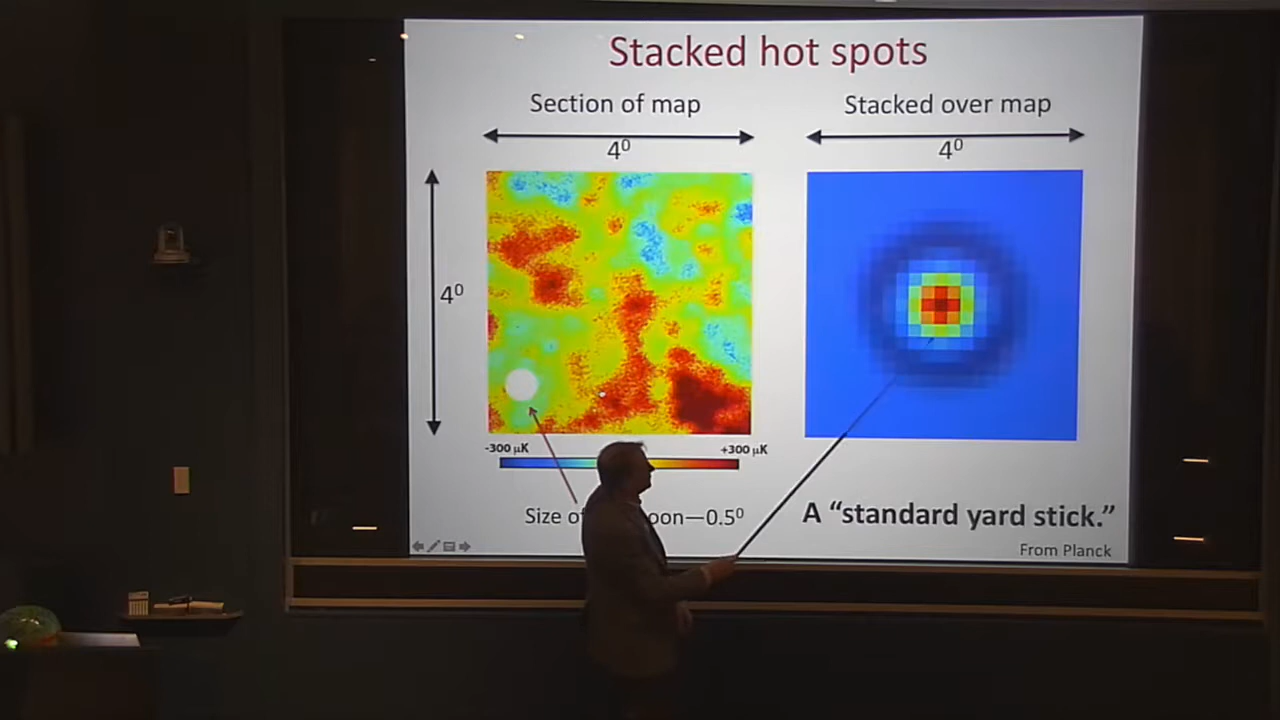 Stacked hot spots
Section of map
Stacked over map
4⁰
4⁰
4⁰
-300 µK
+300 µK
Size of oon—0.5⁰
A “standard yard stick.”
From Planck